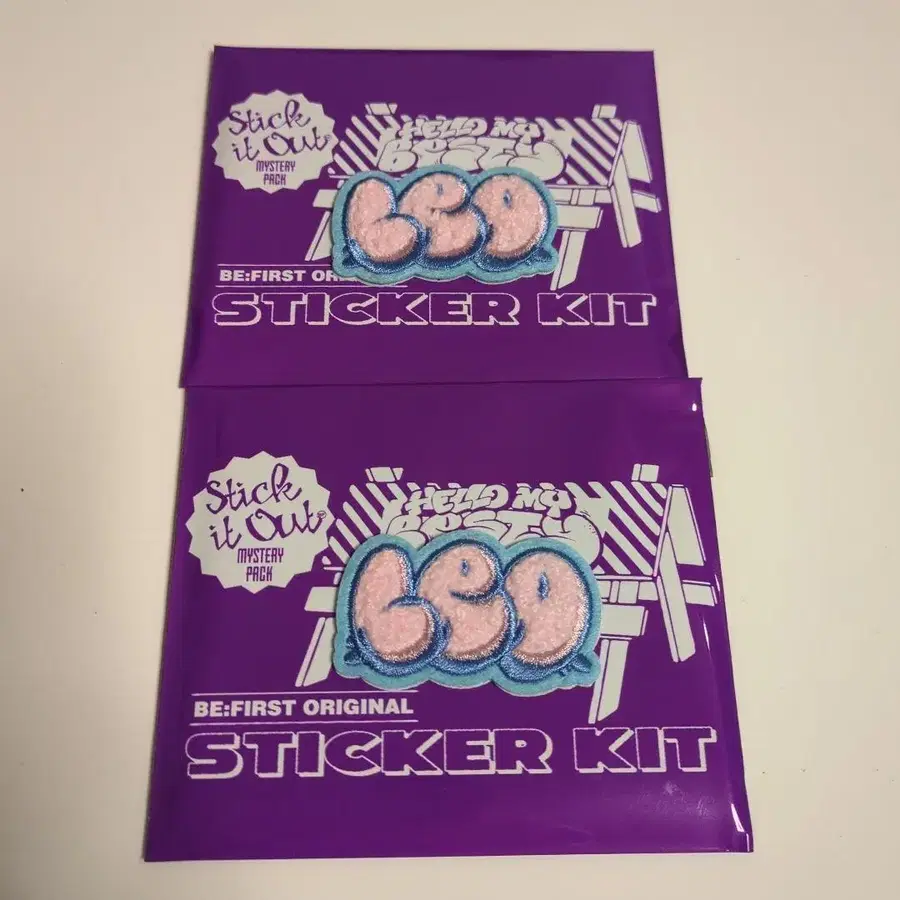 Stick
it Out
MYSTERY
PACK
HELLO MY
BESTY
LEO
BE:FIRST OR
STICKER KIT
Stick
it Out
MYSTERY
PACK
HELLO MY
BESTY
LEO
BE:FIRST ORIGINAL
STICKER KIT